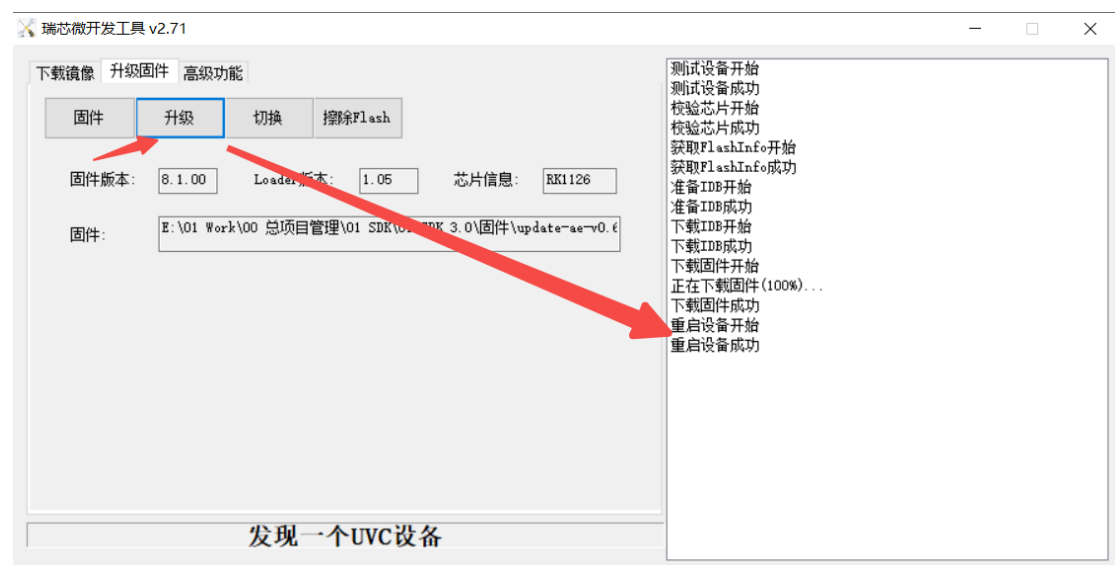 瑞芯微开发工具 v2.71
下载镜像 升级固件 高级功能
固件 升级 切换 擦除Flash
固件版本: 8.1.00 Loader版本: 1.05 芯片信息: RK1126
固件: E:\01 Work\00 总项目管理\01 SDK\ SDK 3.0\固件\update-ae-v0.6
发现一个UVC设备
测试设备开始
测试设备成功
校验芯片开始
校验芯片成功
获取FlashInfo开始
获取FlashInfo成功
准备IDB开始
准备IDB成功
下载IDB开始
下载IDB成功
下载固件开始
正在下载固件(100%)...
下载固件成功
重启设备开始
重启设备成功